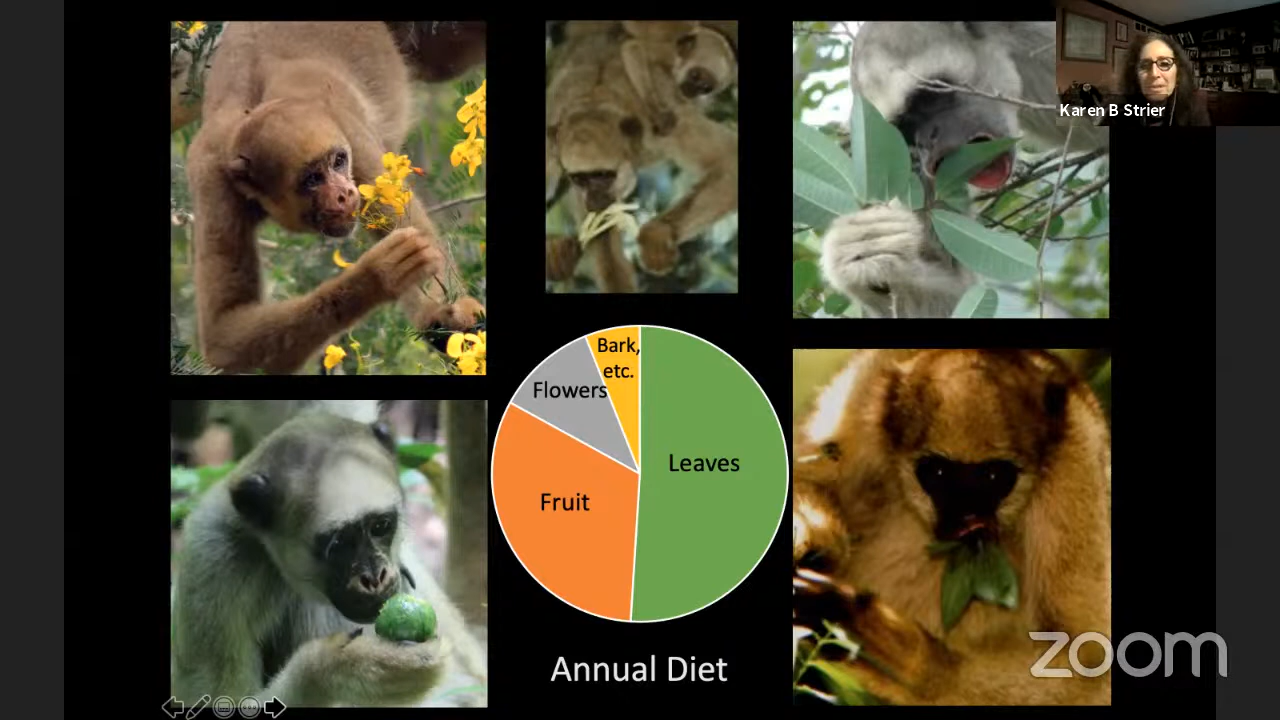 Karen B Strier
Bark,
etc.
Flowers
Leaves
Fruit
Annual Diet
zoom